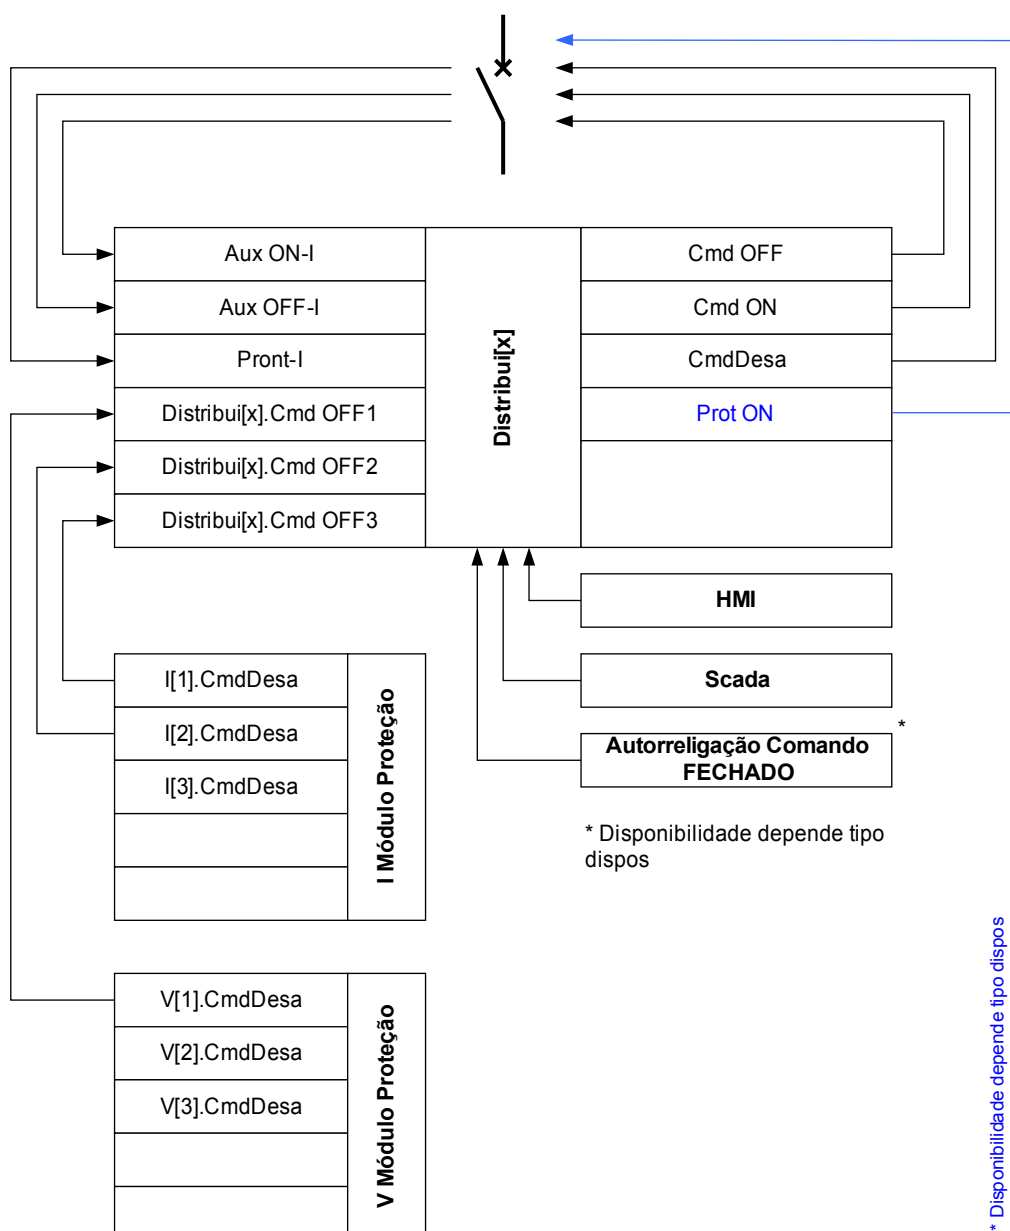 Aux ON-I
Aux OFF-I
Pront-I
Distribui[x].Cmd OFF1
Distribui[x].Cmd OFF2
Distribui[x].Cmd OFF3
Distribui[x]
Cmd OFF
Cmd ON
CmdDesa
Prot ON
HMI
Scada
*
Autorreligação Comando
FECHADO
* Disponibilidade depende tipo
dispos
I[1].CmdDesa
I[2].CmdDesa
I[3].CmdDesa
I Módulo Proteção
V[1].CmdDesa
V[2].CmdDesa
V[3].CmdDesa
V Módulo Proteção
* Disponibilidade depende tipo dispos